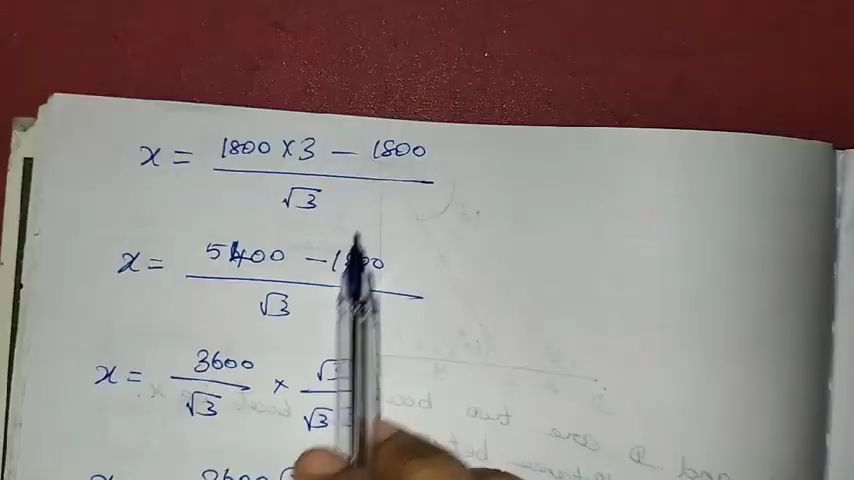 x = 1800 × 3 - 1800 / √3
x = 5400 - 1800 / √3
x = 3600 / √3 × √3 / √3